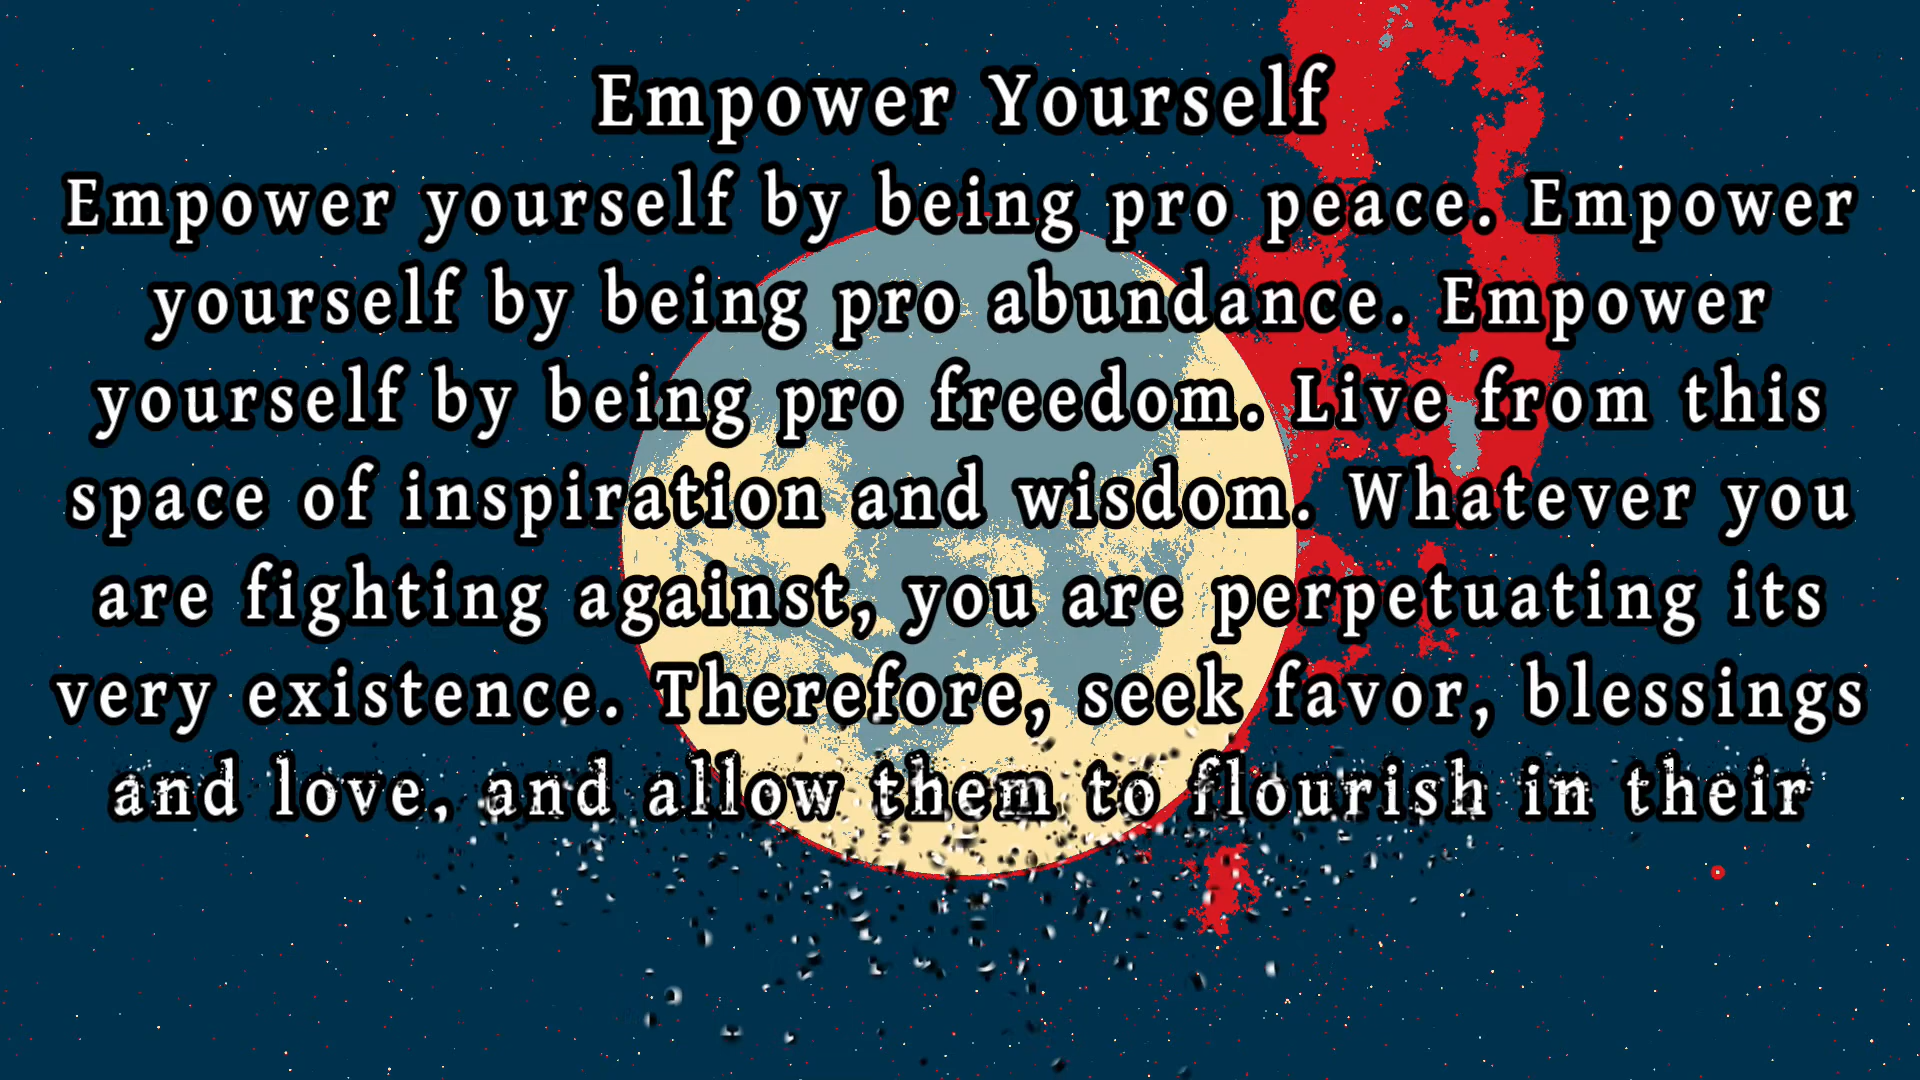 Empower Yourself
Empower yourself by being pro peace. Empower
yourself by being pro abundance. Empower
yourself by being pro freedom. Live from this
space of inspiration and wisdom. Whatever you
are fighting against, you are perpetuating its
very existence. Therefore, seek favor, blessings
and love, and allow them to flourish in their